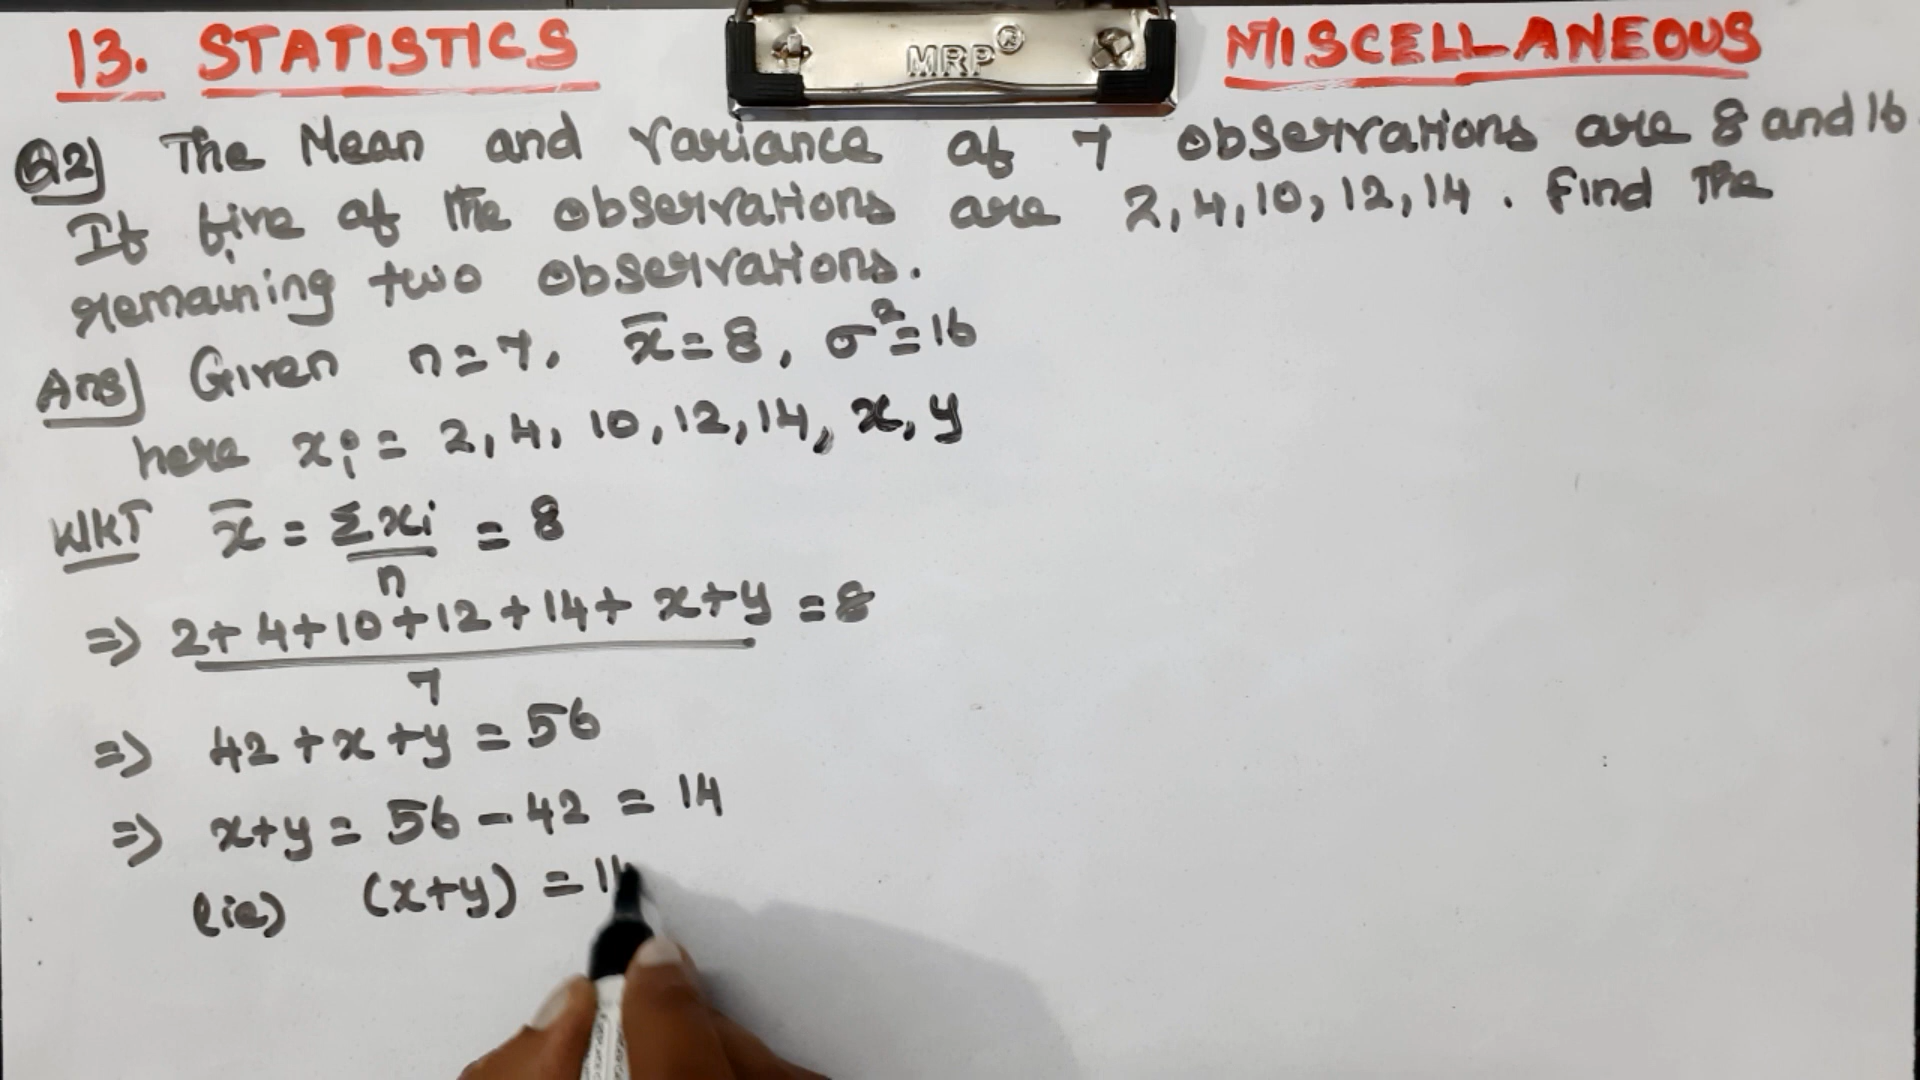 13. STATISTICS
MRP®
MISCELLANEOUS
Q2) The Mean and Variance of 7 observations are 8 and 16.
If five of the observations are 2, 4, 10, 12, 14. Find the
remaining two observations.
Ans) Given n=7, x̄=8, σ²=16
here xi = 2, 4, 10, 12, 14, x, y
WKT x̄ = Σxi/n = 8
=> 2+4+10+12+14+x+y/7 = 8
=> 42+x+y = 56
=> x+y = 56-42 = 14
(ie) (x+y) = 14